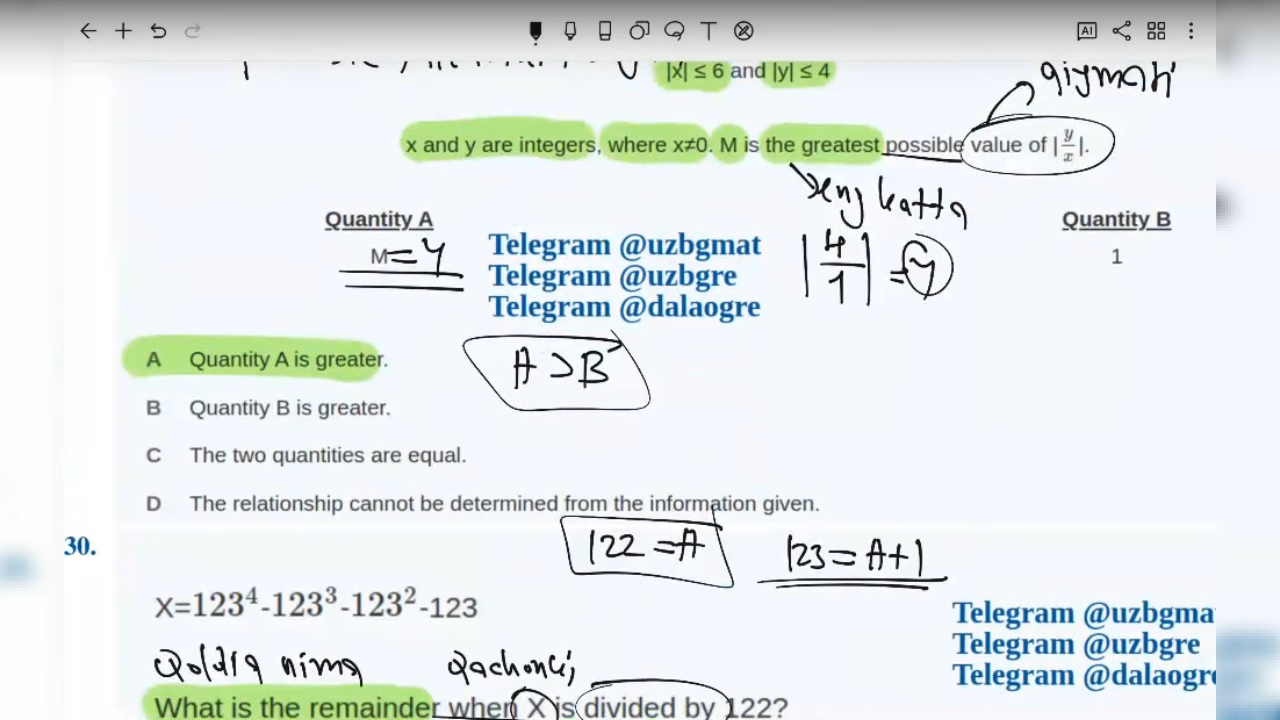 |x| ≤ 6 and |y| ≤ 4
qiymati
x and y are integers, where x≠0. M is the greatest possible value of |y/x|.
eng katta
Quantity A
Quantity B
M=4
|4/1| = 4
1
Telegram @uzbgmat
Telegram @uzbgre
Telegram @dalaogre
A Quantity A is greater.
A > B
B Quantity B is greater.
C The two quantities are equal.
D The relationship cannot be determined from the information given.
30.
122 = A
123 = A+1
X=123⁴-123³-123²-123
Telegram @uzbgma
Telegram @uzbgre
Telegram @dalaogr
Qoldiq nima
Qachonki,
What is the remainder when X is divided by 122?